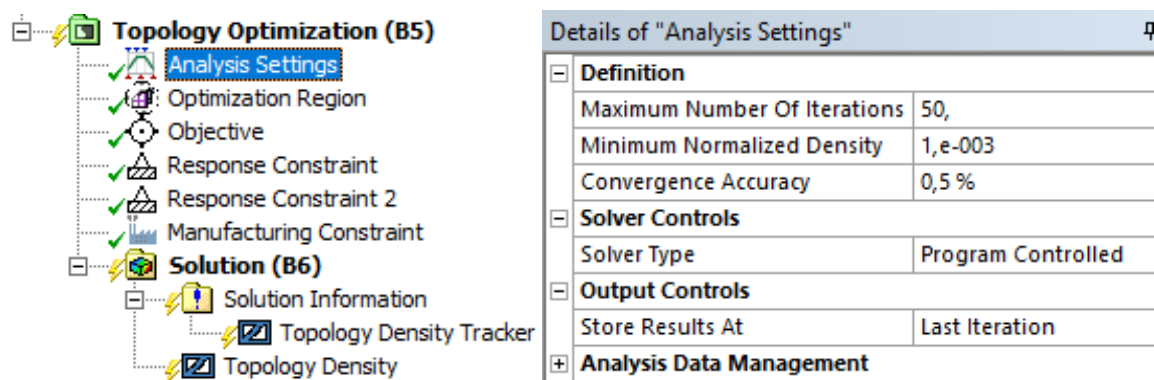 Topology Optimization (B5)
Analysis Settings
Optimization Region
Objective
Response Constraint
Response Constraint 2
Manufacturing Constraint
Solution (B6)
Solution Information
Topology Density Tracker
Topology Density
Details of "Analysis Settings"
Definition
Maximum Number Of Iterations 50,
Minimum Normalized Density 1,e-003
Convergence Accuracy 0,5 %
Solver Controls
Solver Type Program Controlled
Output Controls
Store Results At Last Iteration
Analysis Data Management